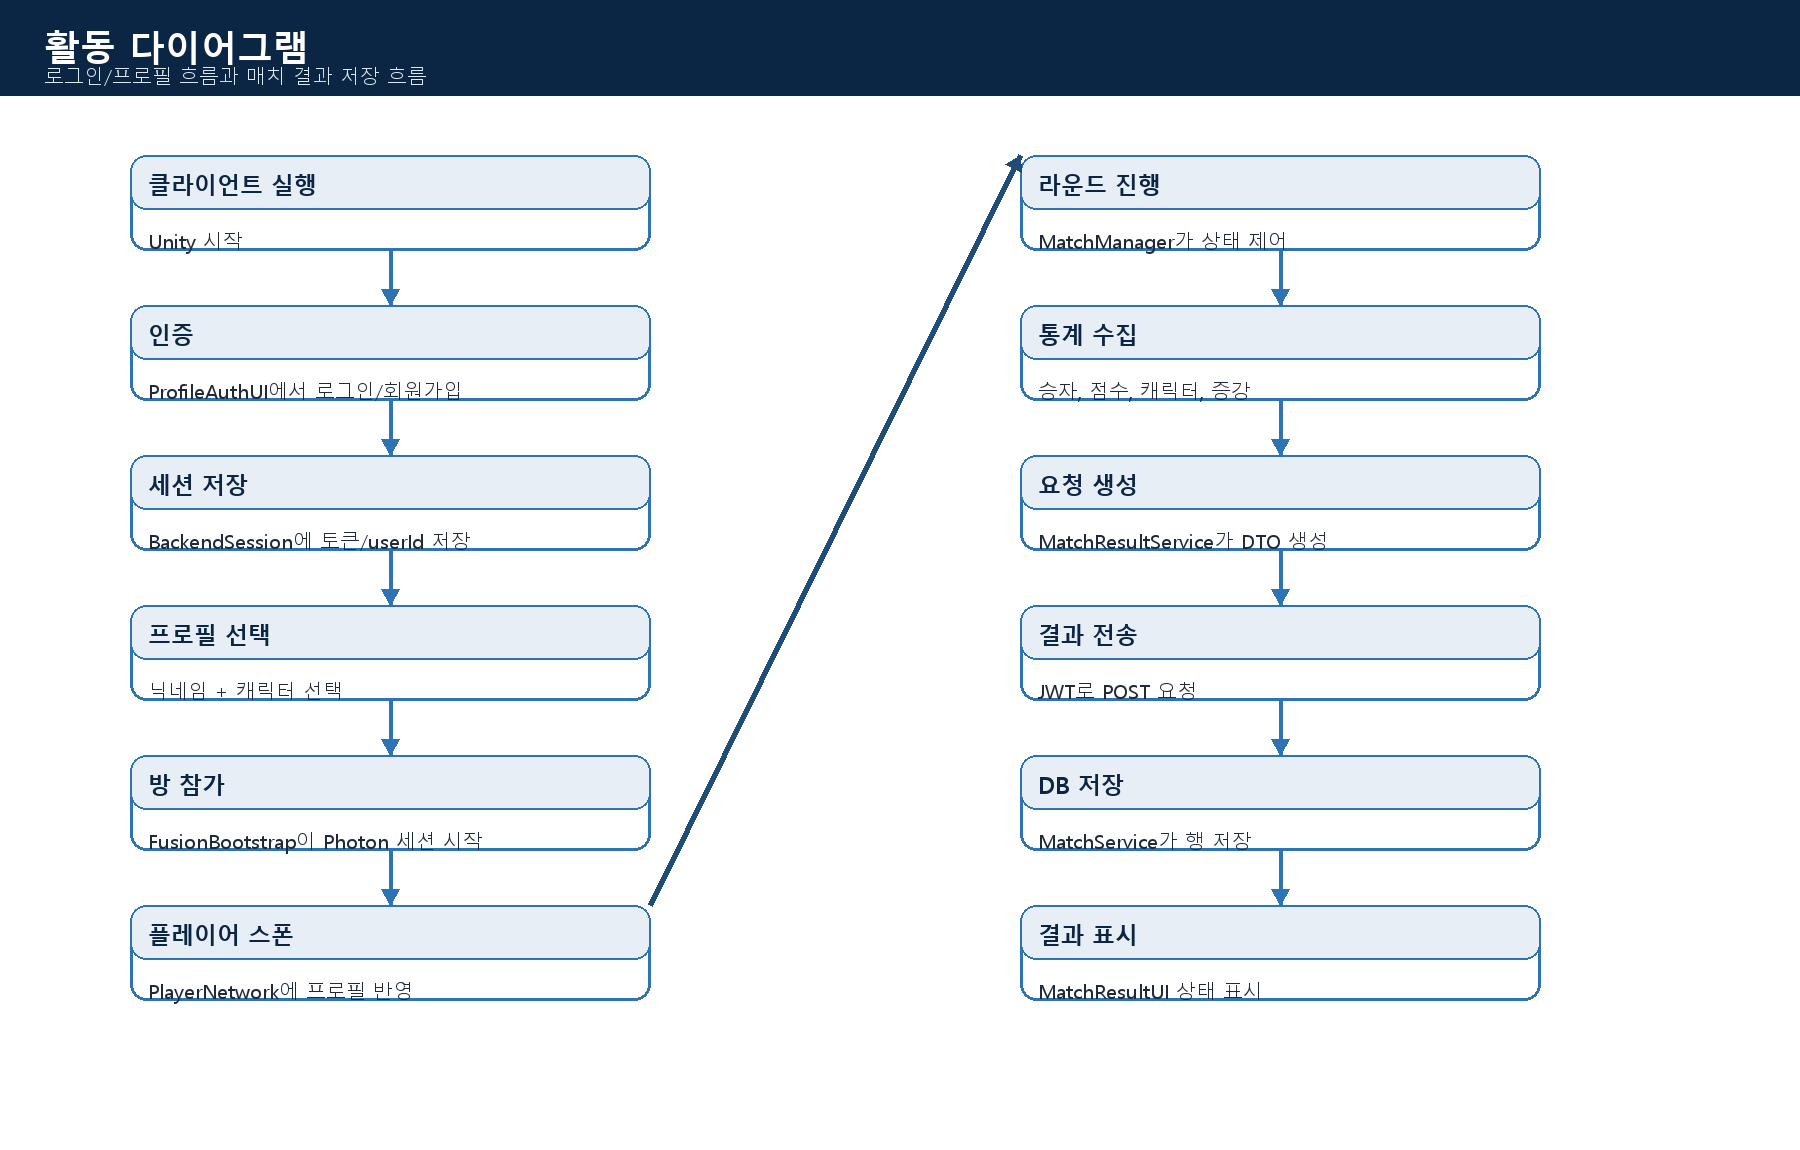 활동 다이어그램
로그인/프로필 흐름과 매치 결과 저장 흐름
클라이언트 실행
Unity 시작
인증
ProfileAuthUI에서 로그인/회원가입
세션 저장
BackendSession에 토큰/userId 저장
프로필 선택
닉네임 + 캐릭터 선택
방 참가
FusionBootstrap이 Photon 세션 시작
플레이어 스폰
PlayerNetwork에 프로필 반영
라운드 진행
MatchManager가 상태 제어
통계 수집
승자, 점수, 캐릭터, 증강
요청 생성
MatchResultService가 DTO 생성
결과 전송
JWT로 POST 요청
DB 저장
MatchService가 행 저장
결과 표시
MatchResultUI 상태 표시